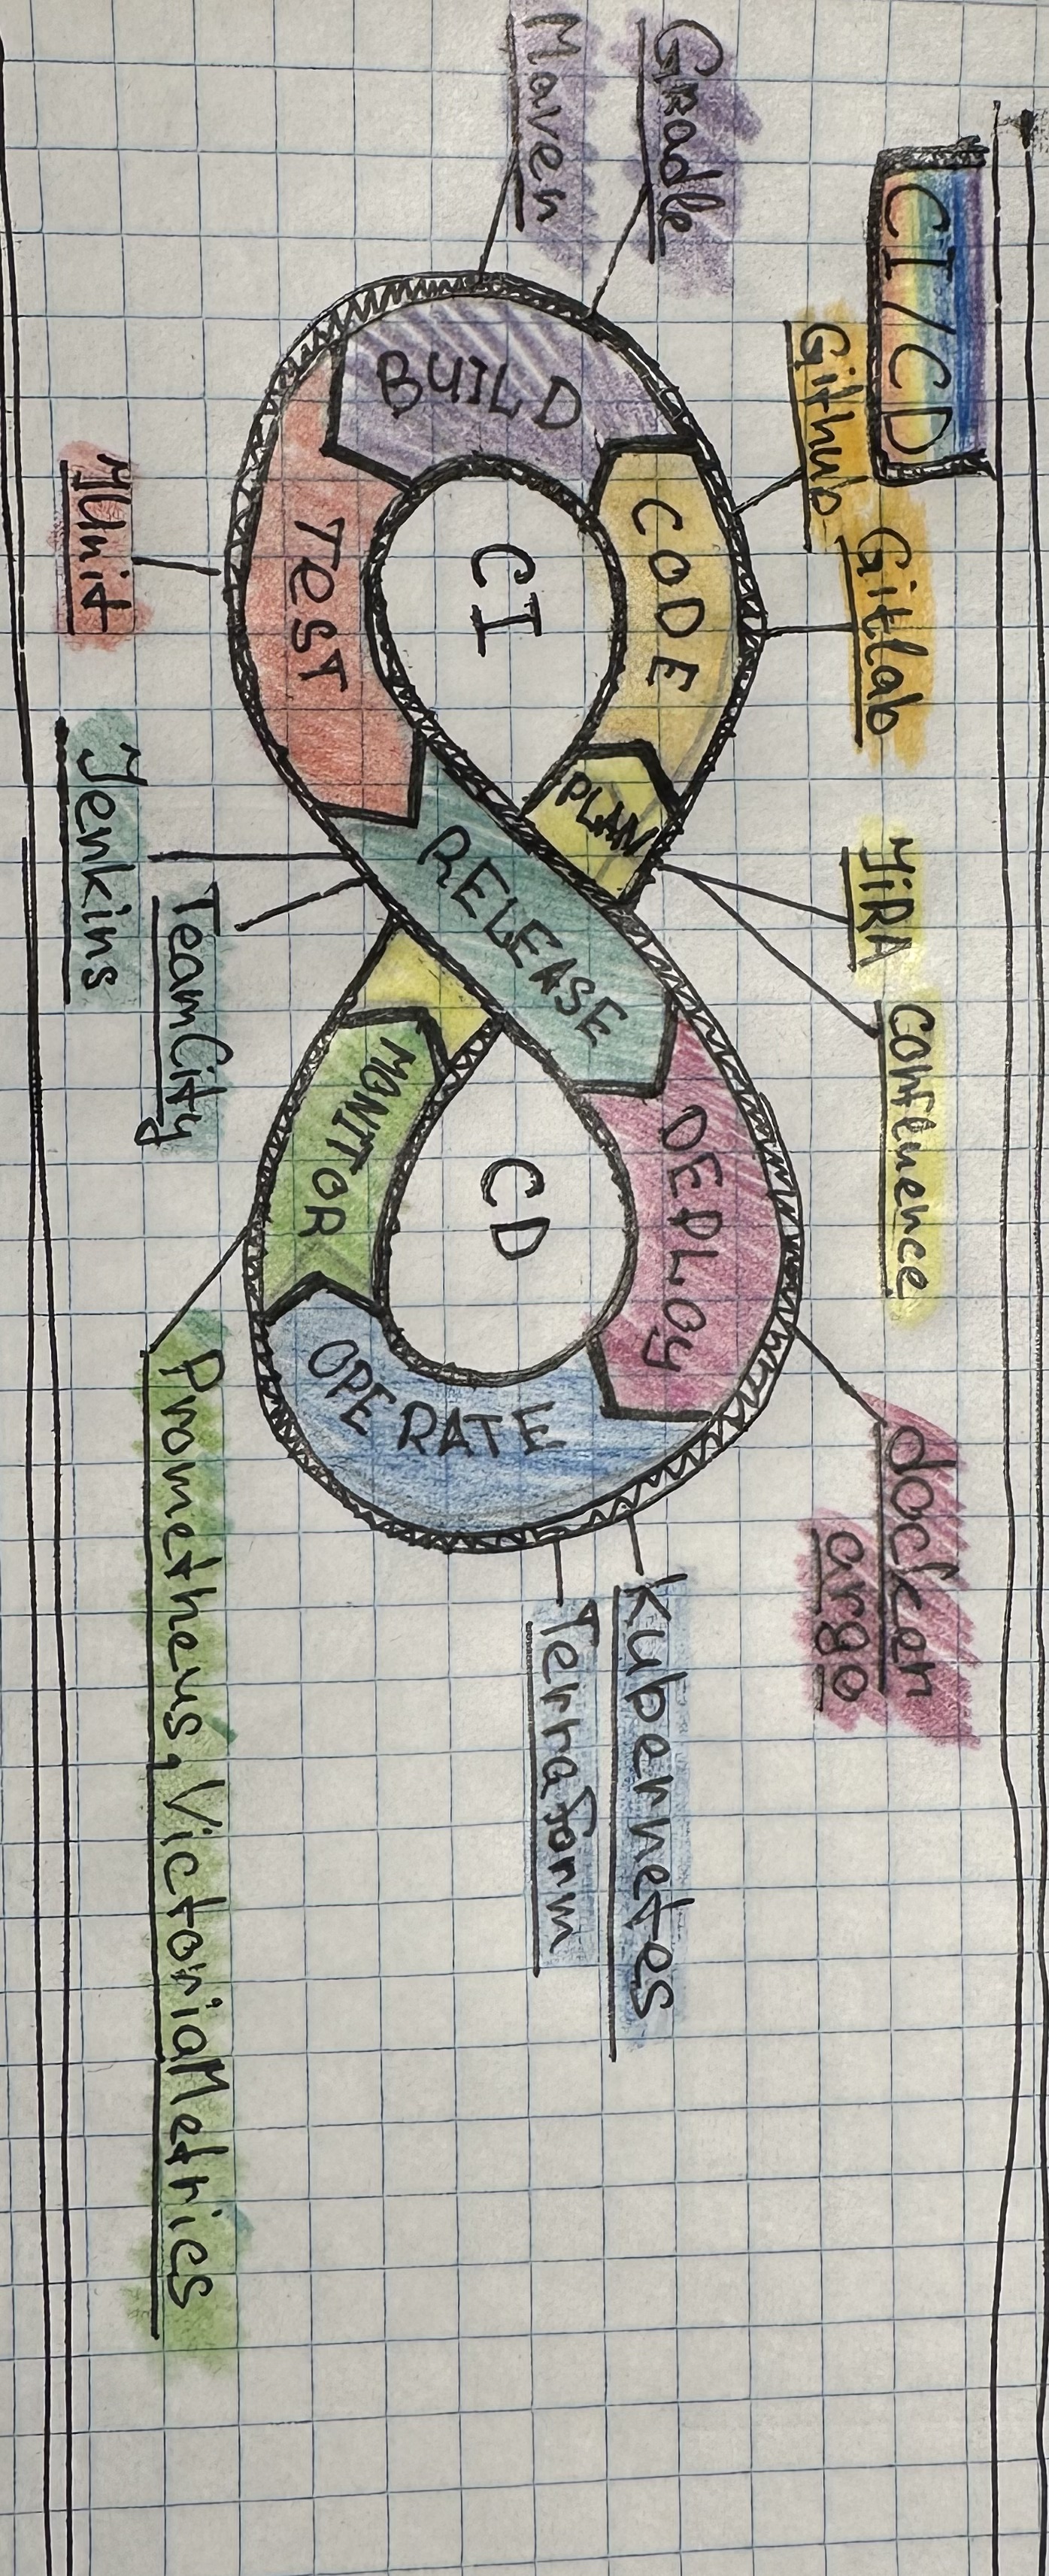 CI/CD
Github
Gitlab
JiRA
confluence
docker
argo
Gradle
Maven
CODE
PLAN
BUILD
CI
TeST
RELEASE
DEPLOy
CD
OPERATE
MONITOR
kubernetes
Terraform
TeamCity
JUnit
Jenkins
Prometheus, VictoriaMetrics